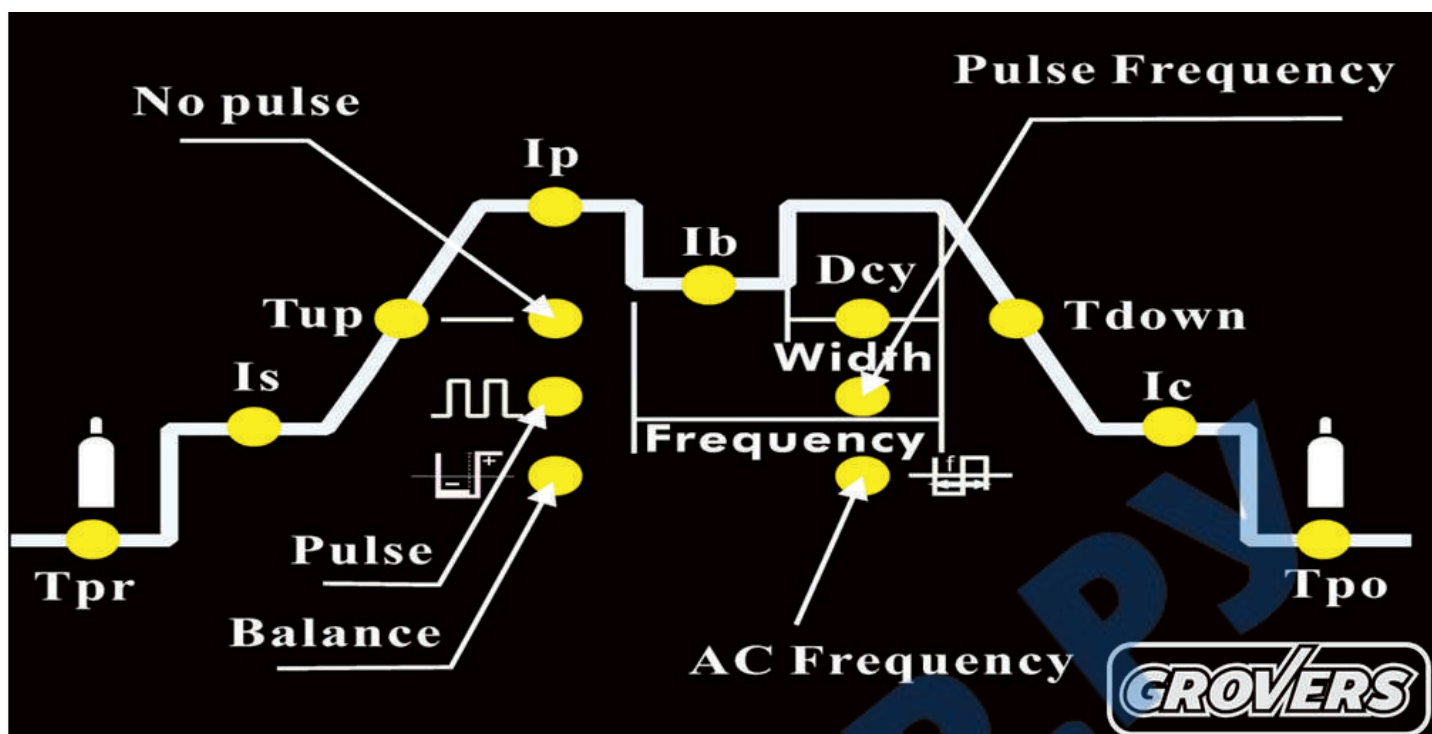 Pulse Frequency
No pulse
Ip
Ib
Dcy
Tup
Tdown
Width
Is
Ic
Frequency
+
-
f
Pulse
Tpr
Tpo
Balance
AC Frequency
GROVERS
.РУ